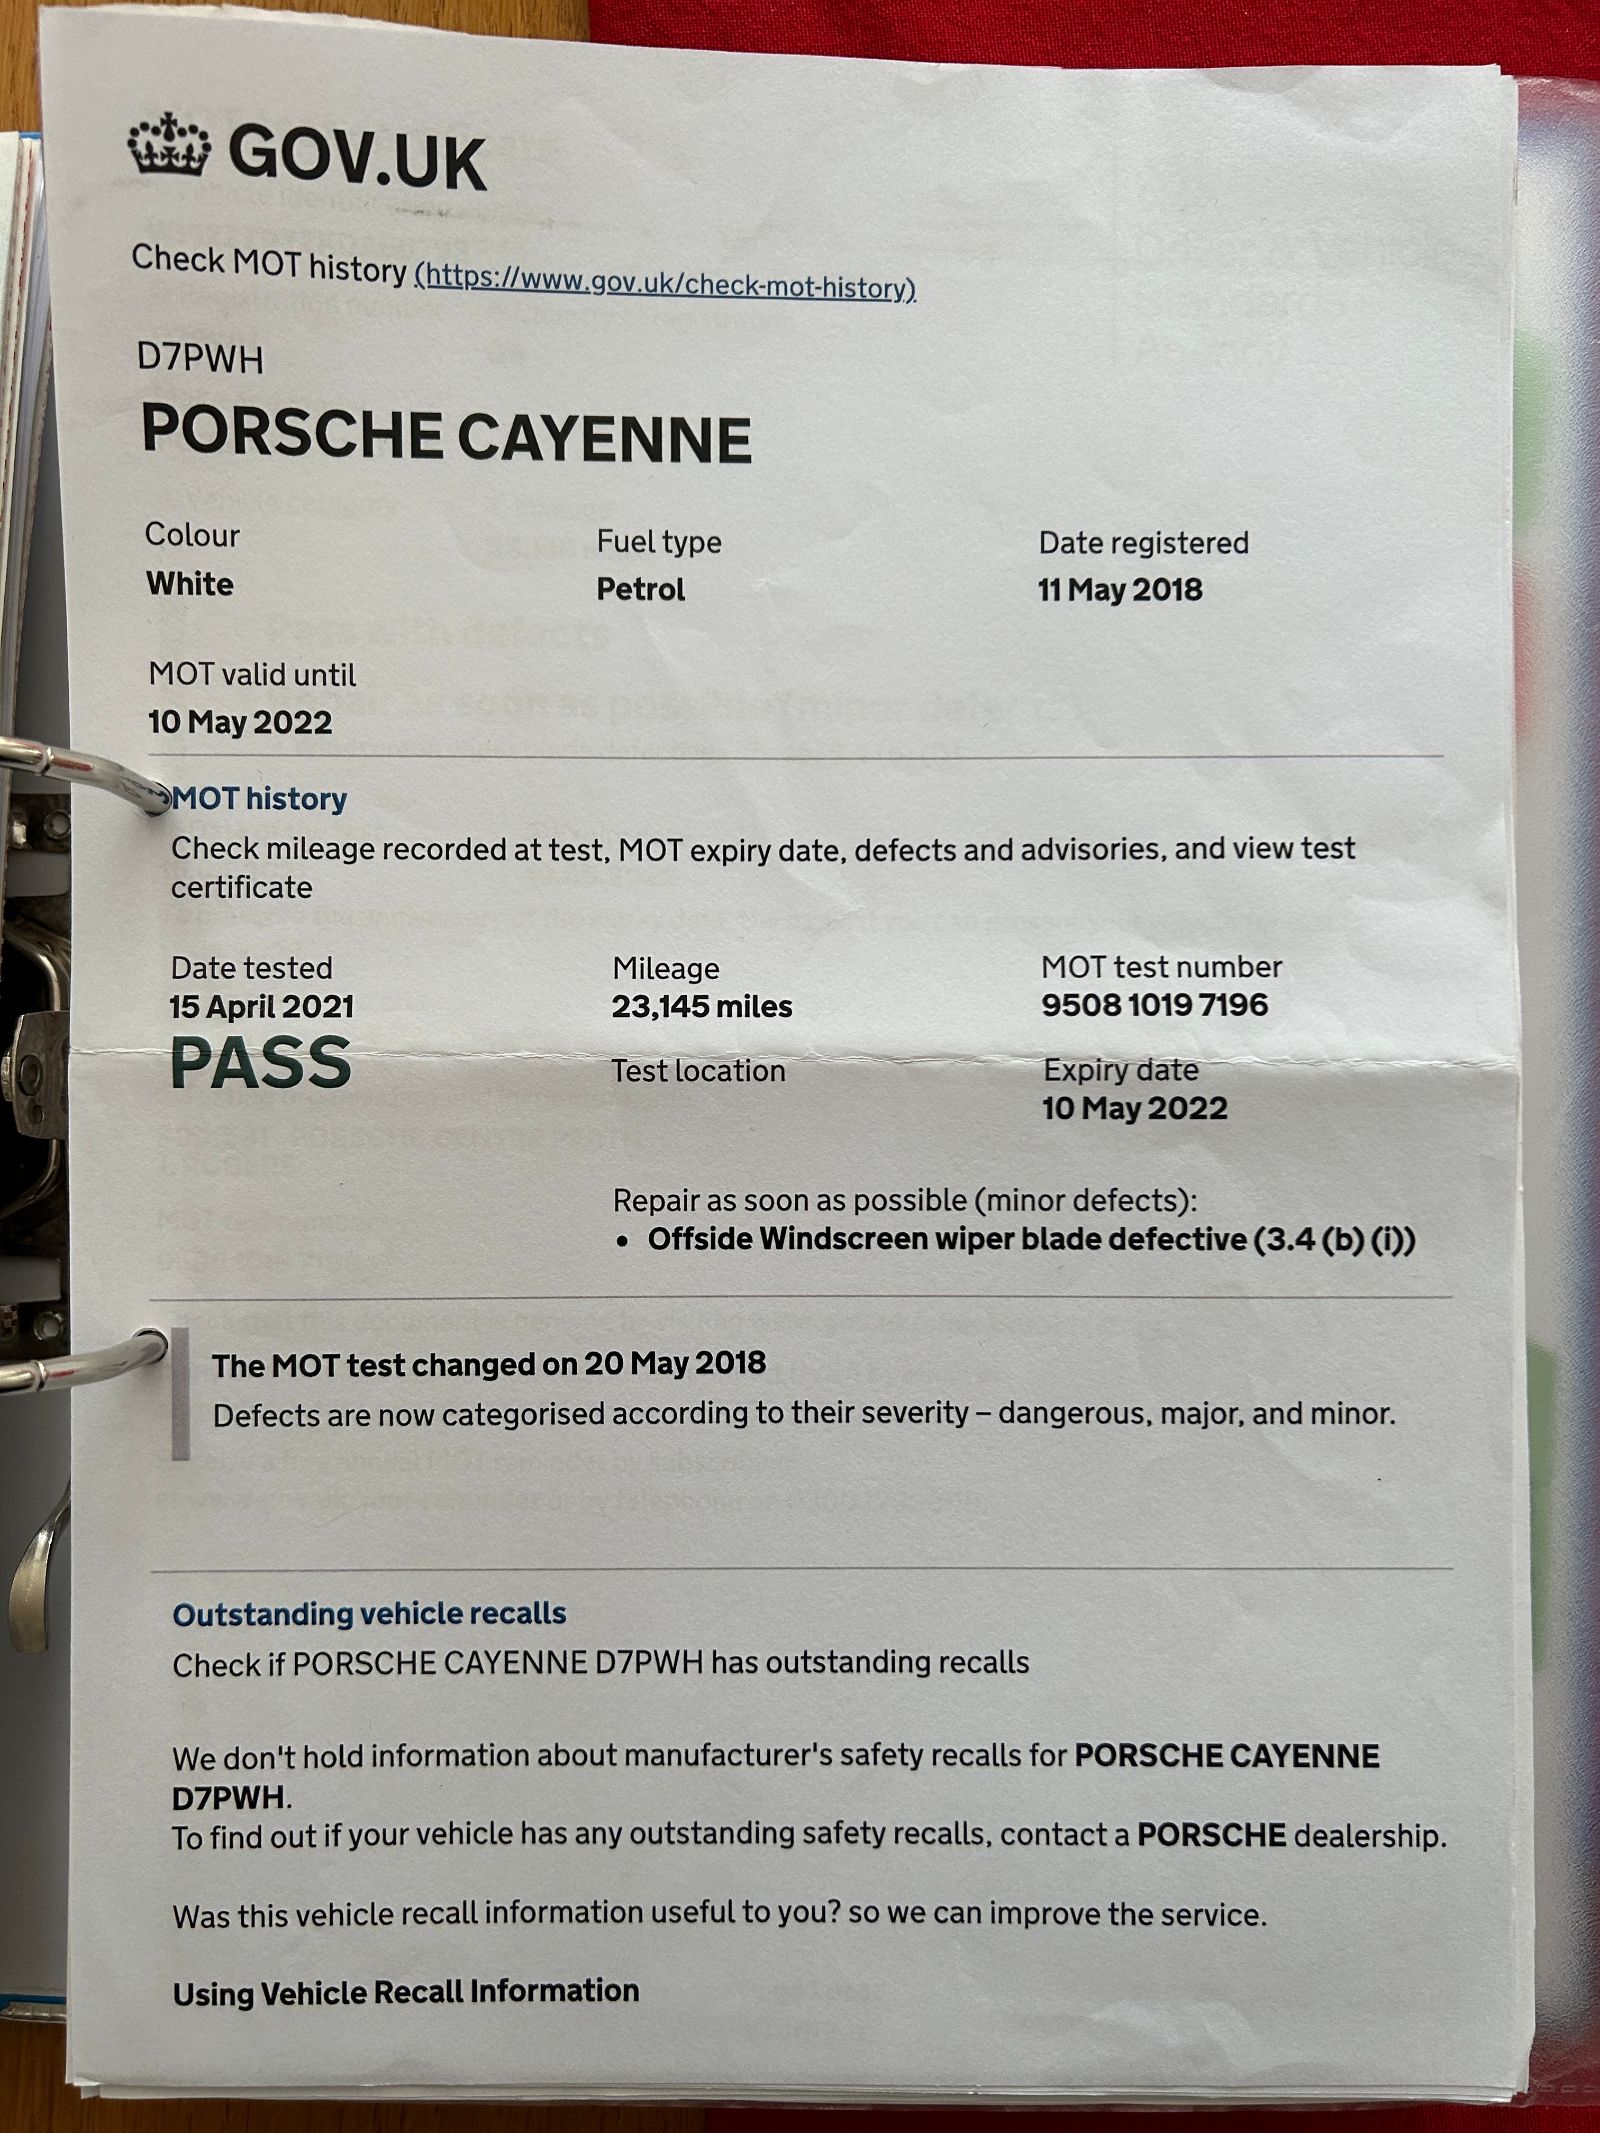 GOV.UK
Check MOT history (https://www.gov.uk/check-mot-history)
D7PWH
PORSCHE CAYENNE
Colour Fuel type Date registered
White Petrol 11 May 2018
MOT valid until
10 May 2022
MOT history
Check mileage recorded at test, MOT expiry date, defects and advisories, and view test
certificate
Date tested Mileage MOT test number
15 April 2021 23,145 miles 9508 1019 7196
PASS Test location Expiry date
10 May 2022
Repair as soon as possible (minor defects):
• Offside Windscreen wiper blade defective (3.4 (b) (i))
The MOT test changed on 20 May 2018
Defects are now categorised according to their severity – dangerous, major, and minor.
Outstanding vehicle recalls
Check if PORSCHE CAYENNE D7PWH has outstanding recalls
We don't hold information about manufacturer's safety recalls for PORSCHE CAYENNE
D7PWH.
To find out if your vehicle has any outstanding safety recalls, contact a PORSCHE dealership.
Was this vehicle recall information useful to you? so we can improve the service.
Using Vehicle Recall Information